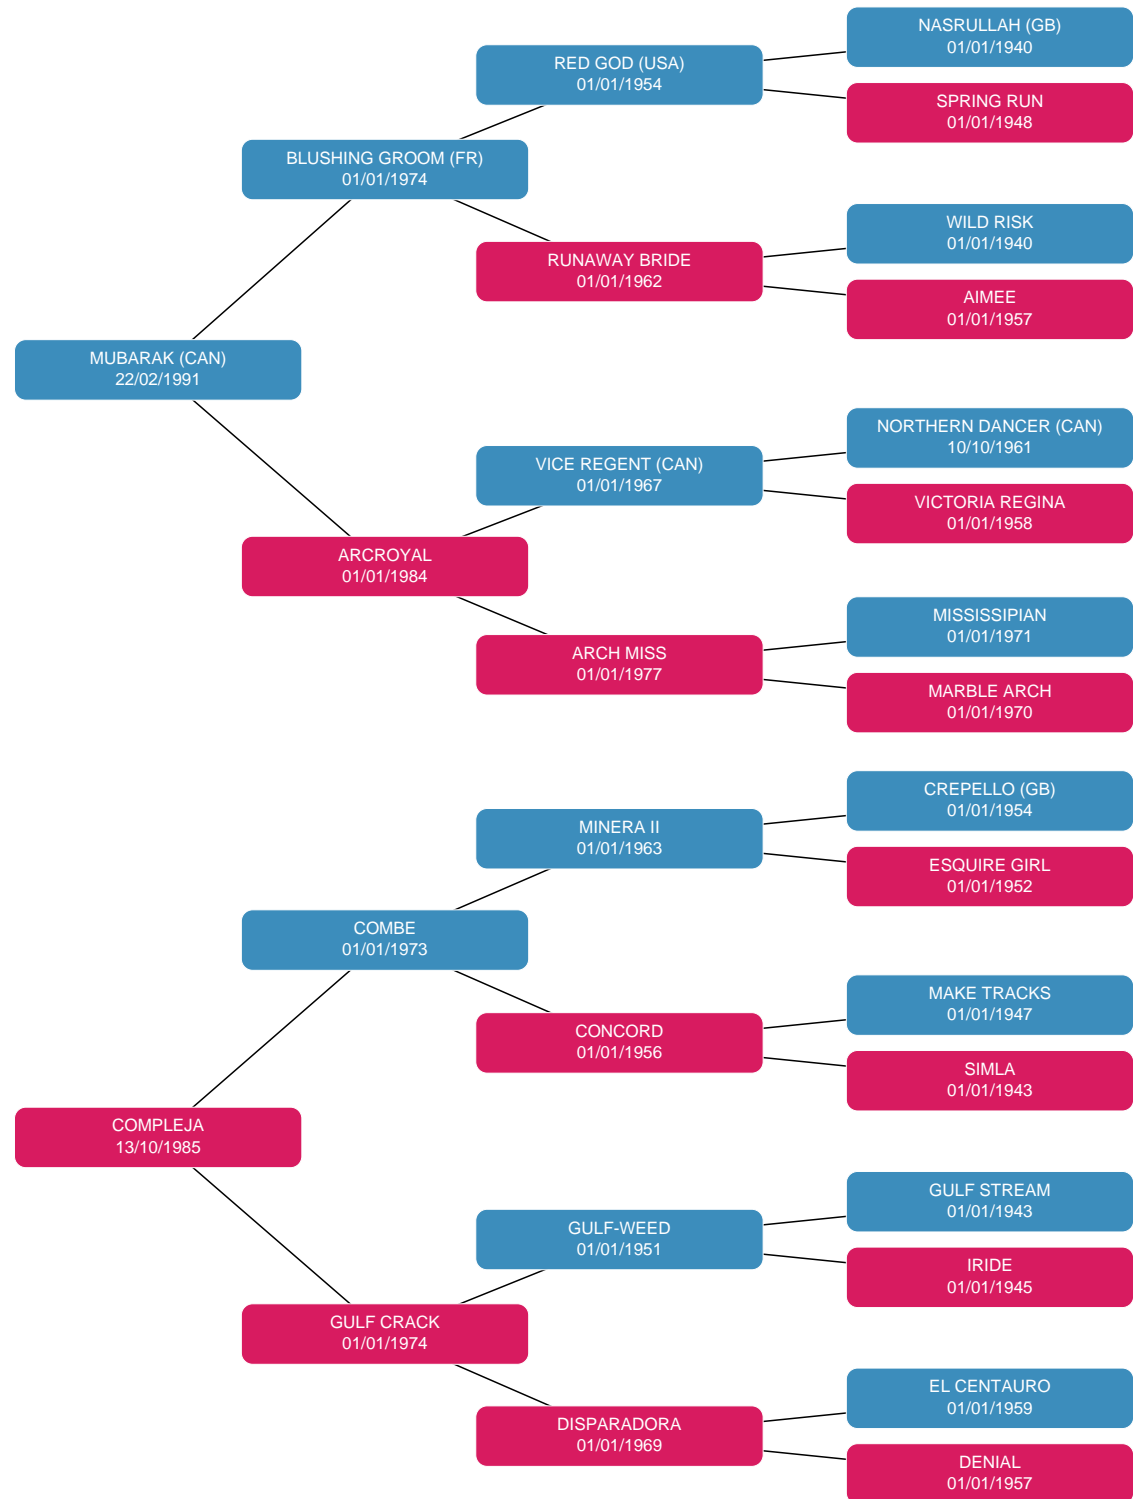 NASRULLAH (GB)
01/01/1940
RED GOD (USA)
01/01/1954
SPRING RUN
01/01/1948
BLUSHING GROOM (FR)
01/01/1974
WILD RISK
01/01/1940
RUNAWAY BRIDE
01/01/1962
AIMEE
01/01/1957
MUBARAK (CAN)
22/02/1991
NORTHERN DANCER (CAN)
10/10/1961
VICE REGENT (CAN)
01/01/1967
VICTORIA REGINA
01/01/1958
ARCROYAL
01/01/1984
MISSISSIPIAN
01/01/1971
ARCH MISS
01/01/1977
MARBLE ARCH
01/01/1970
CREPELLO (GB)
01/01/1954
MINERA II
01/01/1963
ESQUIRE GIRL
01/01/1952
COMBE
01/01/1973
MAKE TRACKS
01/01/1947
CONCORD
01/01/1956
SIMLA
01/01/1943
COMPLEJA
13/10/1985
GULF STREAM
01/01/1943
GULF-WEED
01/01/1951
IRIDE
01/01/1945
GULF CRACK
01/01/1974
EL CENTAURO
01/01/1959
DISPARADORA
01/01/1969
DENIAL
01/01/1957